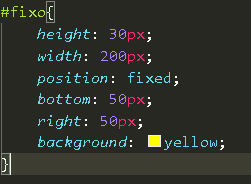 #fixo{
height: 30px;
width: 200px;
position: fixed;
bottom: 50px;
right: 50px;
background: yellow;
}